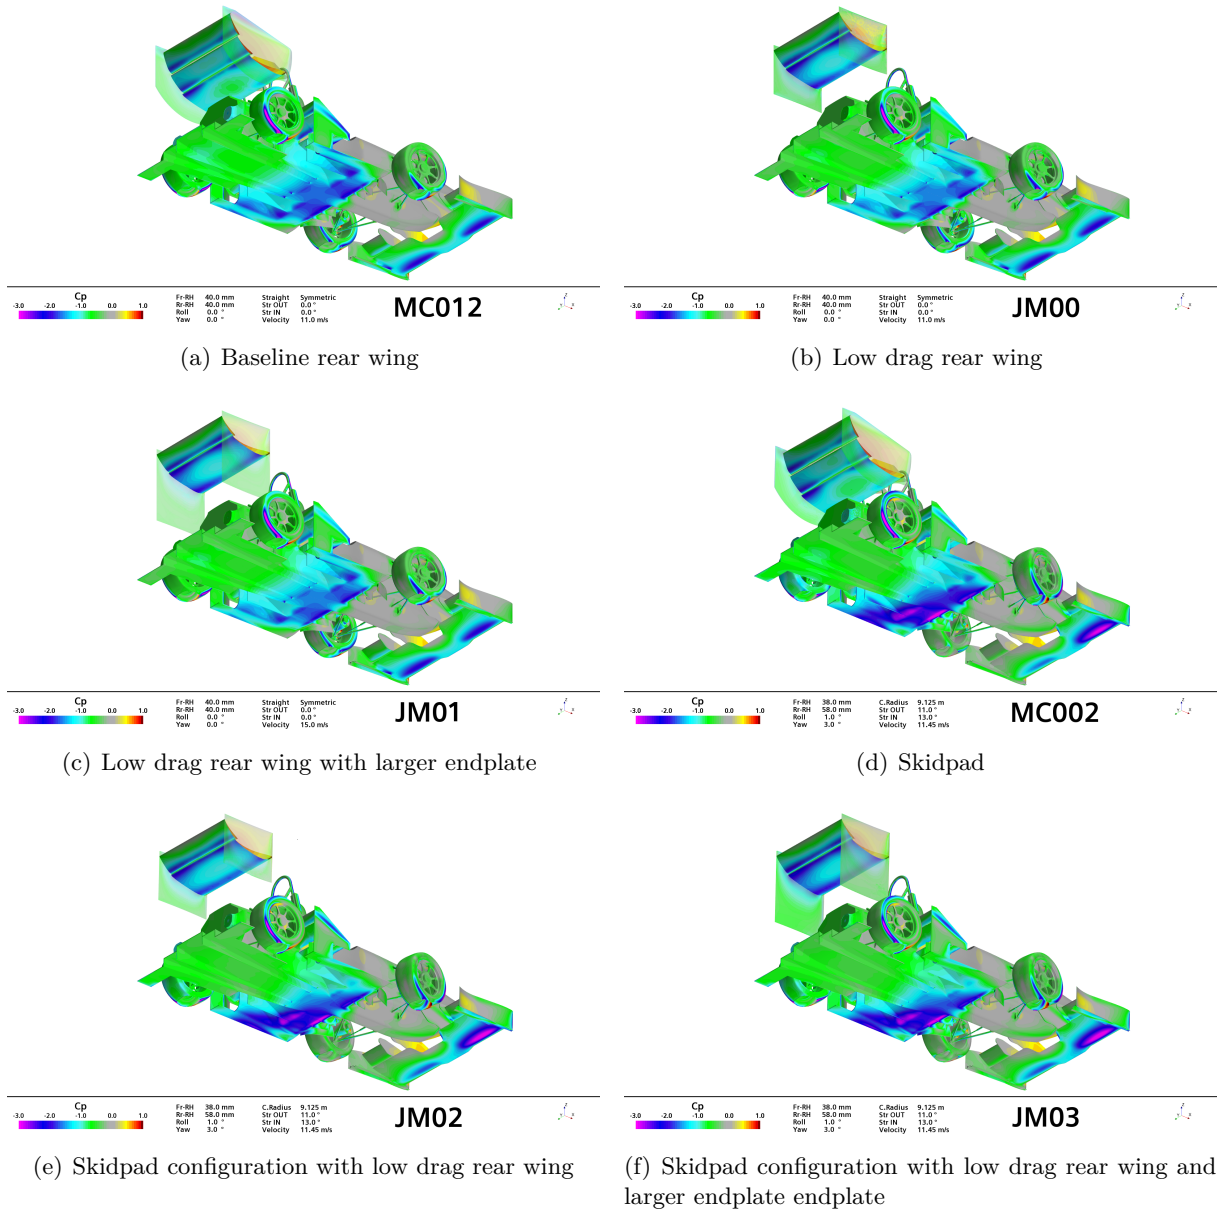 Cp
-3.0 -2.0 -1.0 0.0 1.0
Fr-RH 40.0 mm Straight Symmetric
Rr-RH 40.0 mm Str OUT 0.0 °
Roll 0.0 ° Str IN 0.0 °
Yaw 0.0 ° Velocity 11.0 m/s
MC012
(a) Baseline rear wing
Cp
-3.0 -2.0 -1.0 0.0 1.0
Fr-RH 40.0 mm Straight Symmetric
Rr-RH 40.0 mm Str OUT 0.0 °
Roll 0.0 ° Str IN 0.0 °
Yaw 0.0 ° Velocity 11.0 m/s
JM00
(b) Low drag rear wing
Cp
-3.0 -2.0 -1.0 0.0 1.0
Fr-RH 40.0 mm Straight Symmetric
Rr-RH 40.0 mm Str OUT 0.0 °
Roll 0.0 ° Str IN 0.0 °
Yaw 0.0 ° Velocity 15.0 m/s
JM01
(c) Low drag rear wing with larger endplate
Cp
-3.0 -2.0 -1.0 0.0 1.0
Fr-RH 38.0 mm C.Radius 9.125 m
Rr-RH 58.0 mm Str OUT 11.0 °
Roll 1.0 ° Str IN 13.0 °
Yaw 3.0 ° Velocity 11.45 m/s
MC002
(d) Skidpad
Cp
-3.0 -2.0 -1.0 0.0 1.0
Fr-RH 38.0 mm C.Radius 9.125 m
Rr-RH 58.0 mm Str OUT 11.0 °
Roll 1.0 ° Str IN 13.0 °
Yaw 3.0 ° Velocity 11.45 m/s
JM02
(e) Skidpad configuration with low drag rear wing
Cp
-3.0 -2.0 -1.0 0.0 1.0
Fr-RH 38.0 mm C.Radius 9.125 m
Rr-RH 58.0 mm Str OUT 11.0 °
Roll 1.0 ° Str IN 13.0 °
Yaw 3.0 ° Velocity 11.45 m/s
JM03
(f) Skidpad configuration with low drag rear wing and
larger endplate endplate